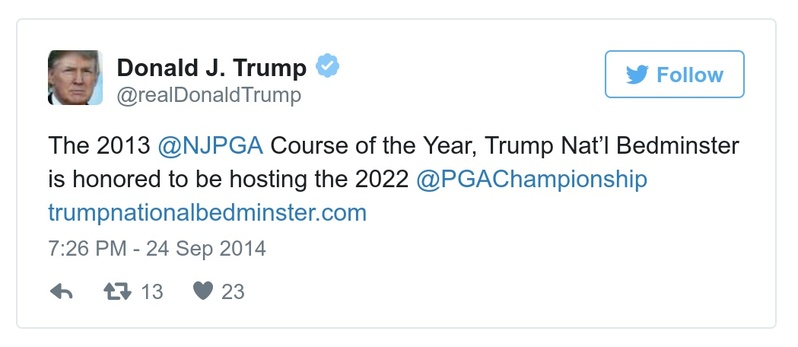 Donald J. Trump
@realDonaldTrump
Follow
The 2013 @NJPGA Course of the Year, Trump Nat’l Bedminster
is honored to be hosting the 2022 @PGAChampionship
trumpnationalbedminster.com
7:26 PM - 24 Sep 2014
13 23